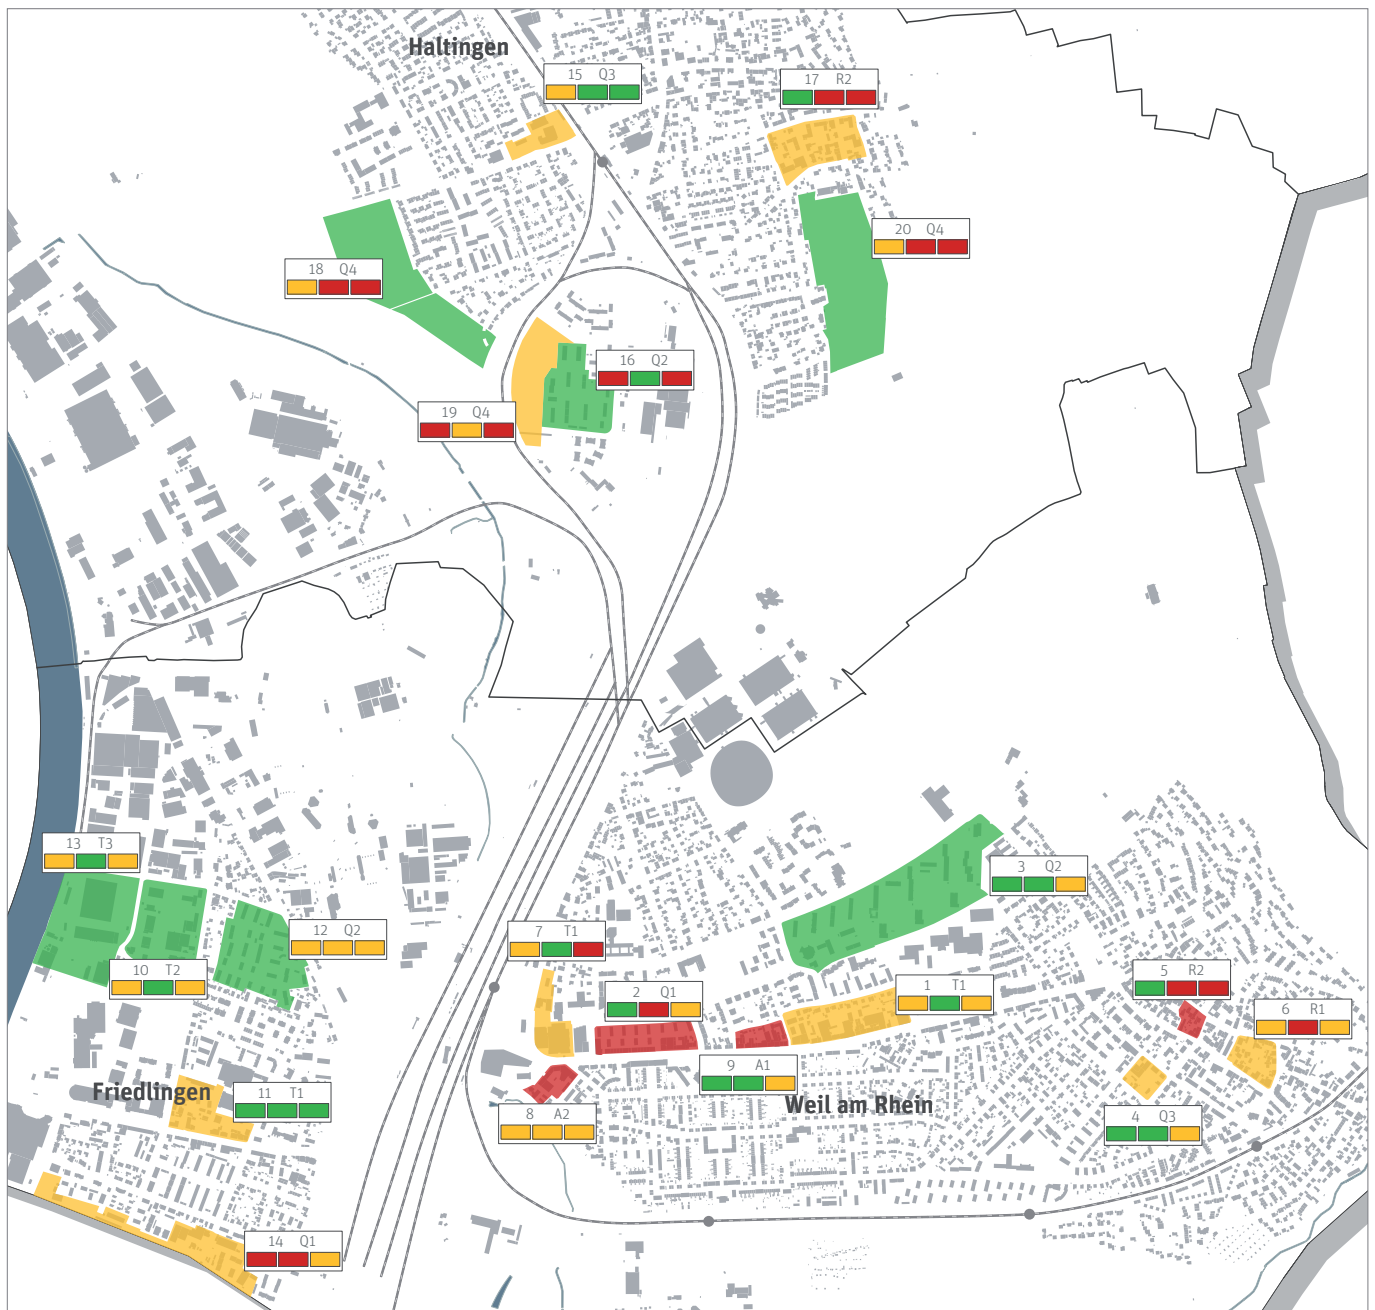 Haltingen
15 Q3
17 R2
20 Q4
18 Q4
16 Q2
19 Q4
13 T3
3 Q2
12 Q2
7 T1
10 T2
5 R2
1 T1
2 Q1
6 R1
9 A1
Friedlingen
11 T1
Weil am Rhein
8 A2
4 Q3
14 Q1